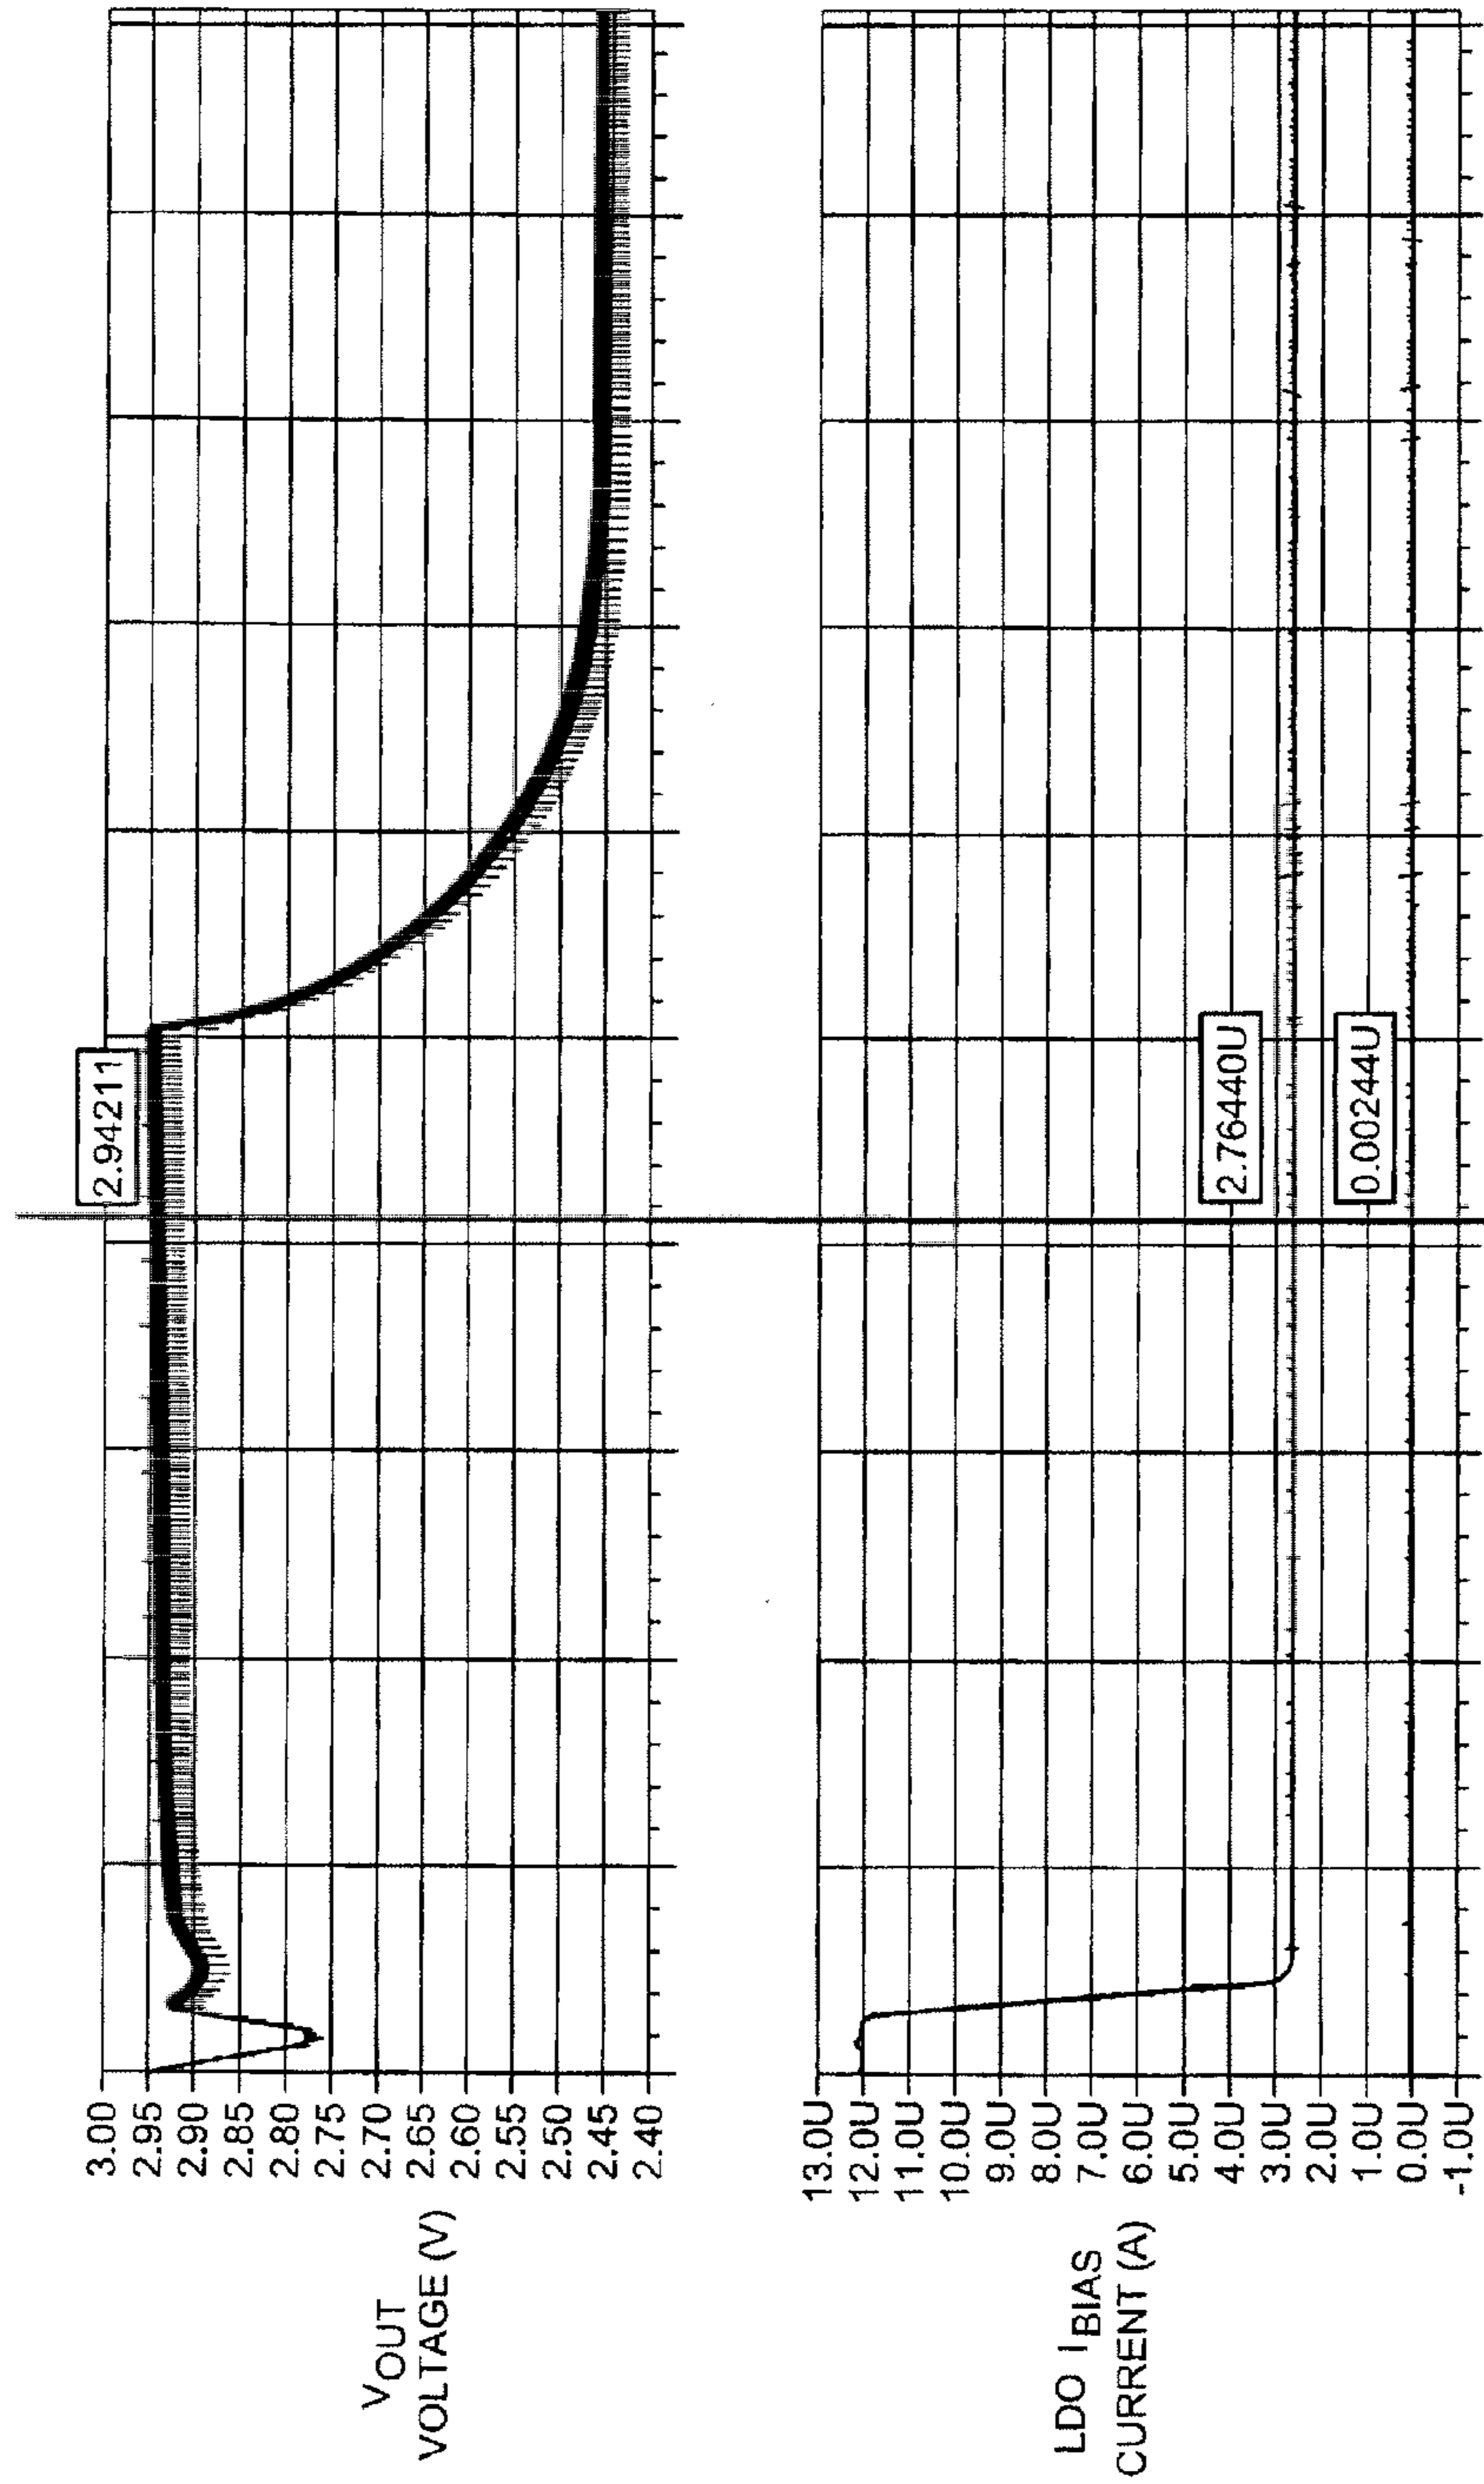 VOUT
VOLTAGE (V)
3.00
2.95
2.90
2.85
2.80
2.75
2.70
2.65
2.60
2.55
2.50
2.45
2.40
2.94211
LDO IBIAS
CURRENT (A)
13.0U
12.0U
11.0U
10.0U
9.0U
8.0U
7.0U
6.0U
5.0U
4.0U
3.0U
2.0U
1.0U
0.0U
-1.0U
2.76440U
0.00244U